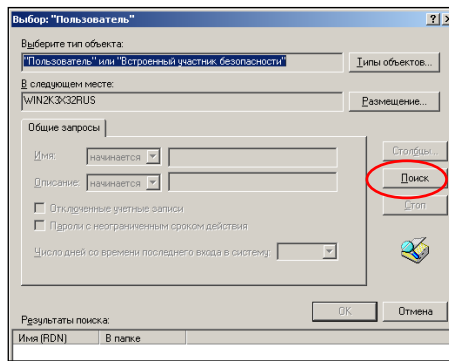 Выбор: "Пользователь"
Выберите тип объекта:
"Пользователь" или "Встроенный участник безопасности"
Типы объектов...
В следующем месте:
WIN2K3X32RUS
Размещение...
Общие запросы
Столбцы...
Имя: начинается
Поиск
Описание: начинается
Стоп
Отключенные учетные записи
Пароли с неограниченным сроком действия
Число дней со времени последнего входа в систему:
OK Отмена
Результаты поиска:
Имя (RDN) В папке